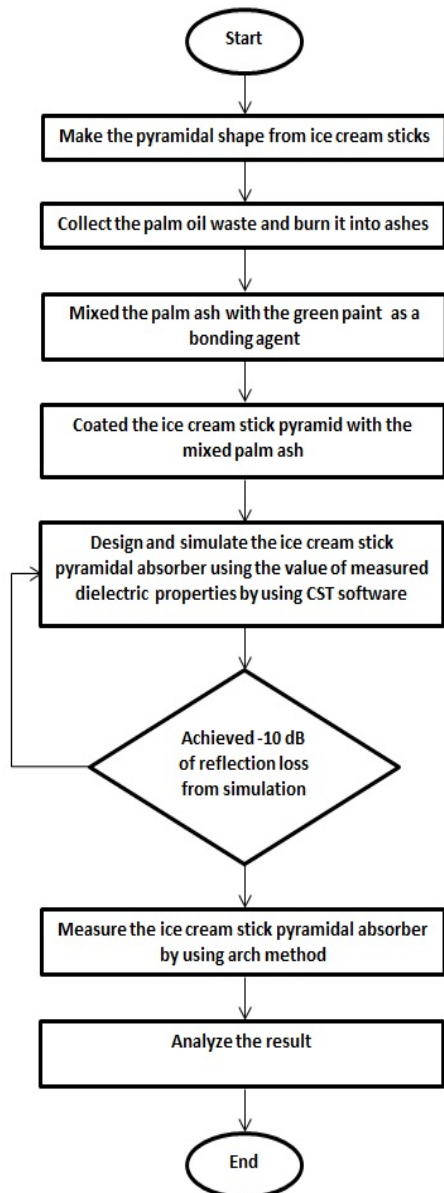 Start
Make the pyramidal shape from ice cream sticks
Collect the palm oil waste and burn it into ashes
Mixed the palm ash with the green paint as a
bonding agent
Coated the ice cream stick pyramid with the
mixed palm ash
Design and simulate the ice cream stick
pyramidal absorber using the value of measured
dielectric properties by using CST software
Achieved -10 dB
of reflection loss
from simulation
Measure the ice cream stick pyramidal absorber
by using arch method
Analyze the result
End